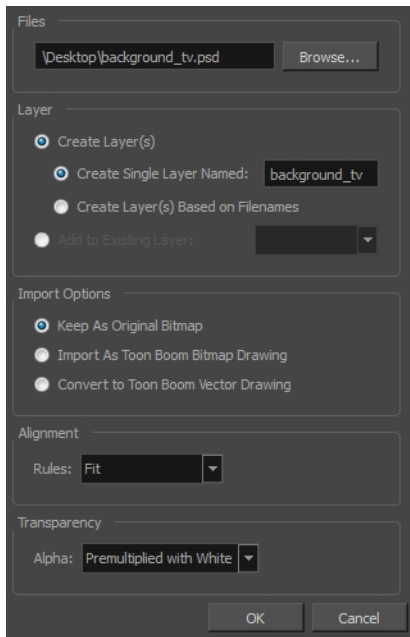 Files
\Desktop\background_tv.psd Browse...
Layer
Create Layer(s)
Create Single Layer Named: background_tv
Create Layer(s) Based on Filenames
Add to Existing Layer:
Import Options
Keep As Original Bitmap
Import As Toon Boom Bitmap Drawing
Convert to Toon Boom Vector Drawing
Alignment
Rules: Fit
Transparency
Alpha: Premultiplied with White
OK Cancel